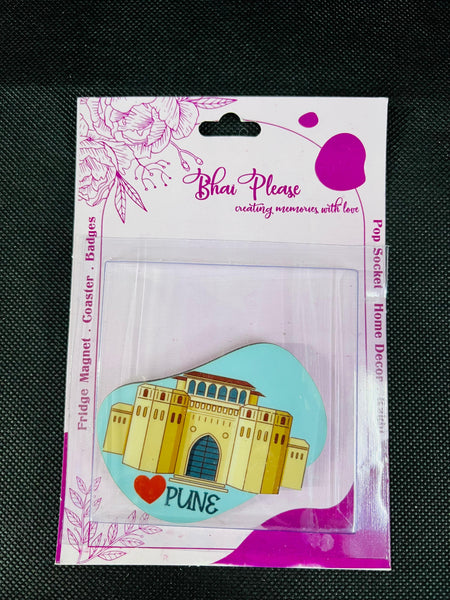 Bhai Please
creating memories with love
Fridge Magnet . Coaster . Badges
Pop Socket . Home Decor
PUNE